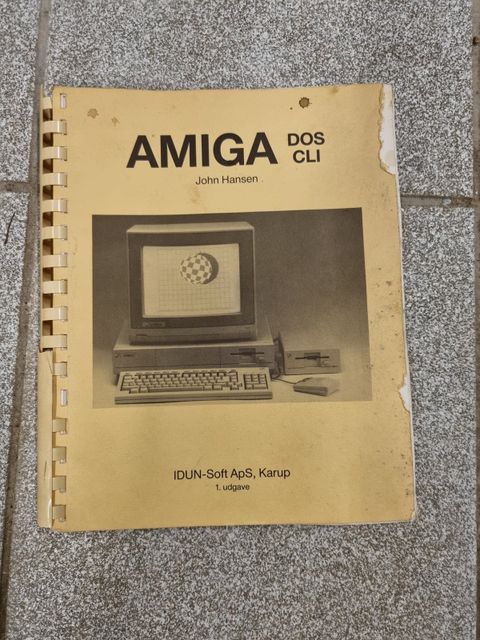 AMIGA DOS CLI
John Hansen
IDUN-Soft ApS, Karup
1. udgave